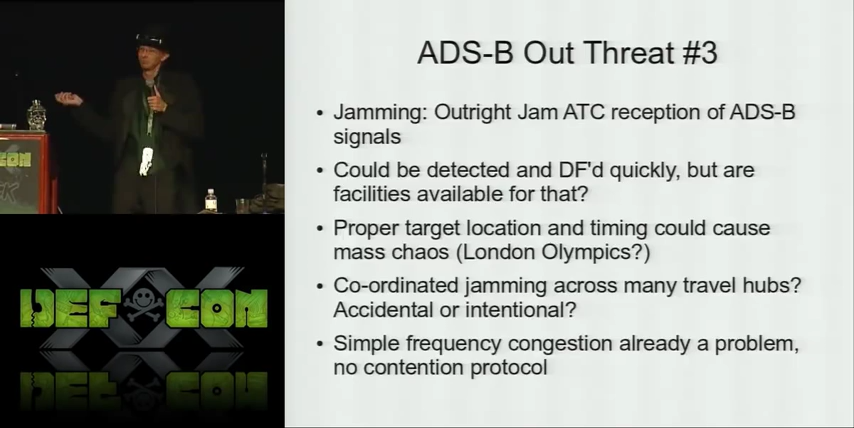 ADS-B Out Threat #3
• Jamming: Outright Jam ATC reception of ADS-B
signals
• Could be detected and DF'd quickly, but are
facilities available for that?
• Proper target location and timing could cause
mass chaos (London Olympics?)
• Co-ordinated jamming across many travel hubs?
Accidental or intentional?
• Simple frequency congestion already a problem,
no contention protocol
DEF CON
XX